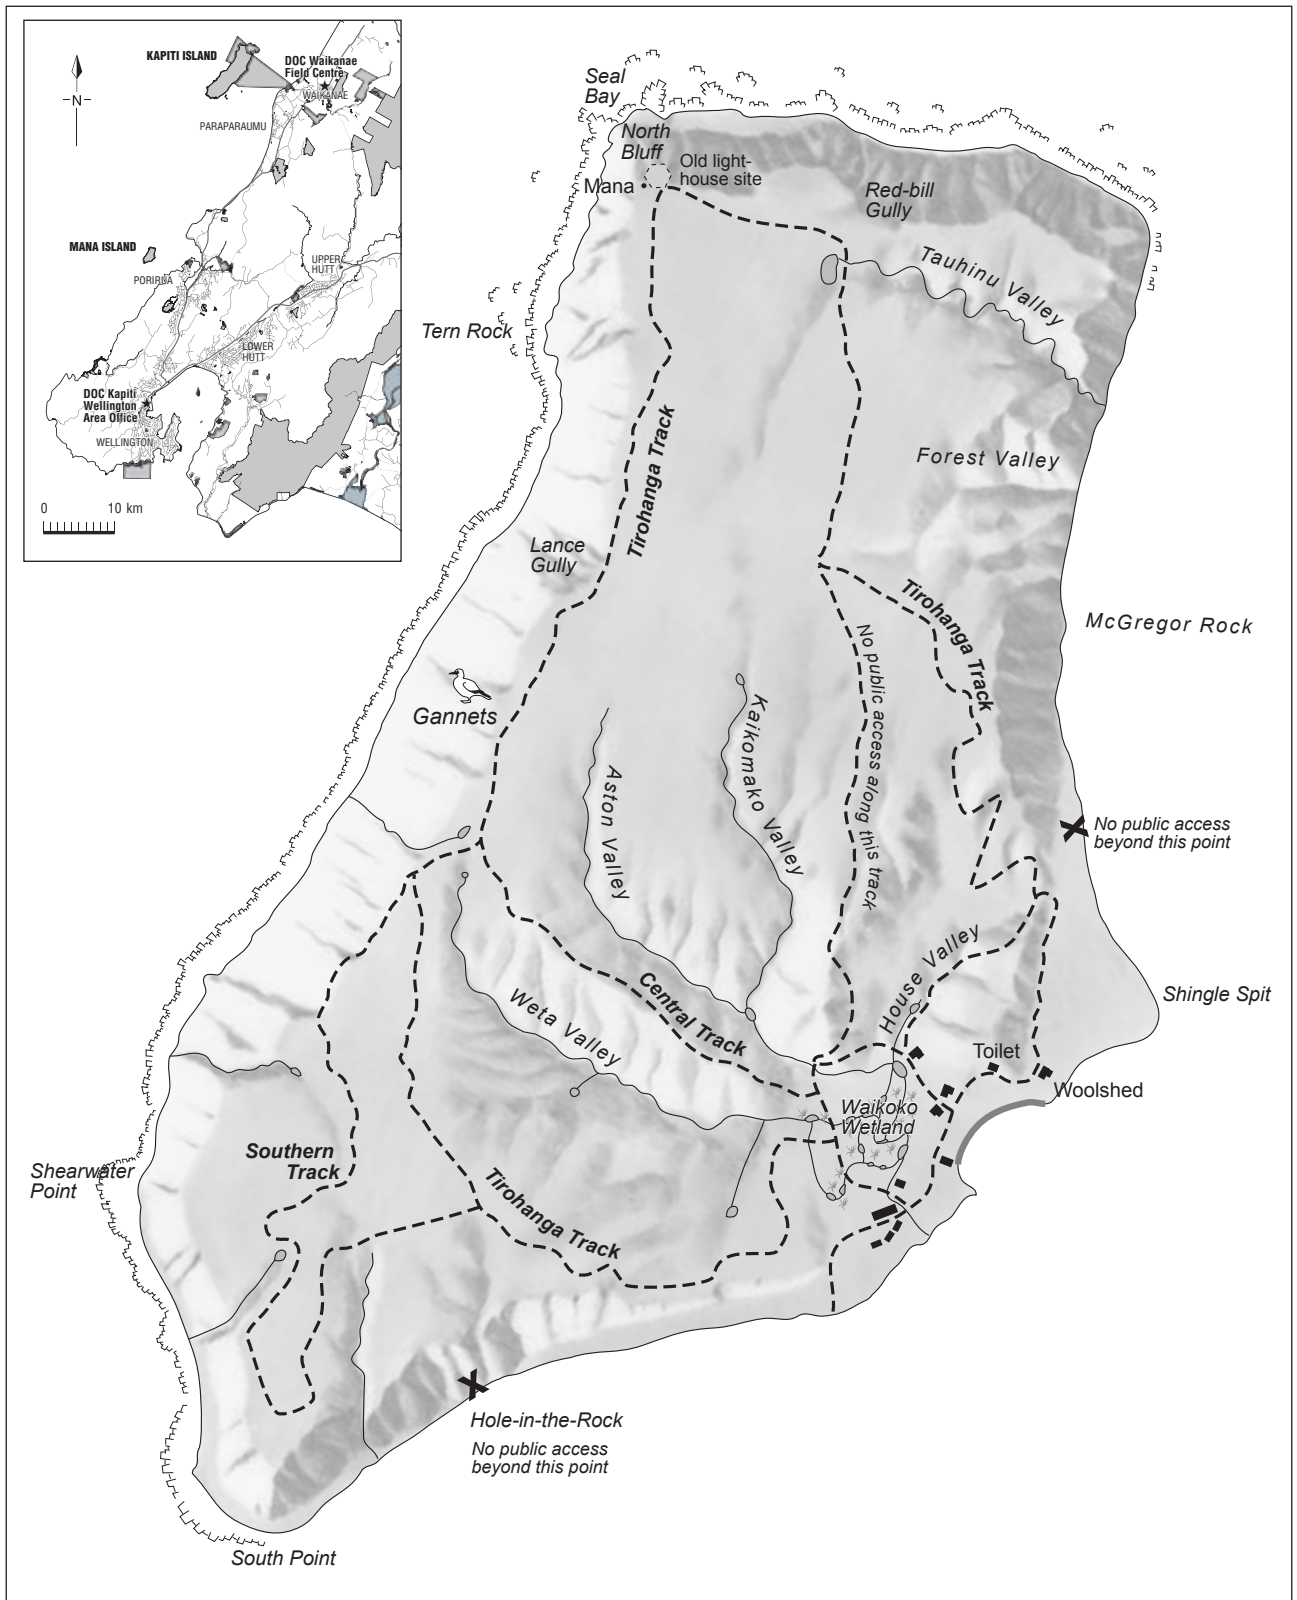 KAPITI ISLAND
DOC Waikanae
Field Centre
WAIKANAE
N
PARAPARAUMU
MANA ISLAND
UPPER
HUTT
PORIRUA
LOWER
HUTT
DOC Kapiti
Wellington
Area Office
WELLINGTON
0 10 km
Seal
Bay
North
Bluff
Old light-
house site
Mana
Red-bill
Gully
Tauhinu Valley
Tern Rock
Tirohanga Track
Forest Valley
Lance
Gully
Tirohanga Track
McGregor Rock
No public access along this track
Gannets
Kaikomako Valley
Aston Valley
No public access
beyond this point
House Valley
Central Track
Weta Valley
Shingle Spit
Toilet
Woolshed
Waikoko
Wetland
Southern
Track
Shearwater
Point
Tirohanga Track
Hole-in-the-Rock
No public access
beyond this point
South Point